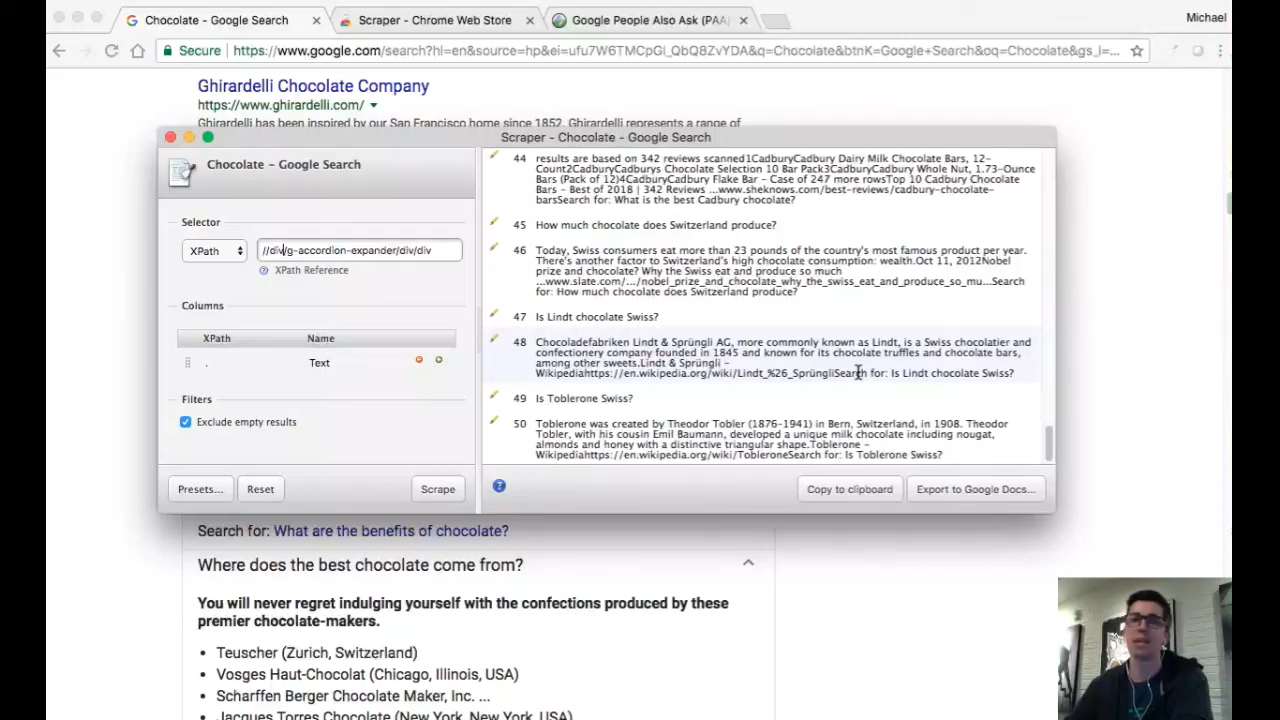 Chocolate - Google Search
Scraper - Chrome Web Store
Google People Also Ask (PAA)
Michael
Secure
https://www.google.com/search?hl=en&source=hp&ei=ufu7W6TMCpGl_QbQ8ZvYDA&q=Chocolate&btnK=Google+Search&oq=Chocolate&gs_l=...
Ghirardelli Chocolate Company
https://www.ghirardelli.com/
Ghirardelli has been inspired by our San Francisco home since 1852. Ghirardelli represents a range of
Scraper - Chocolate - Google Search
Chocolate - Google Search
Selector
XPath
//div/g-accordion-expander/div/div
XPath Reference
Columns
XPath Name
. Text
Filters
Exclude empty results
Presets...
Reset
Scrape
44 results are based on 342 reviews scanned1CadburyCadbury Dairy Milk Chocolate Bars, 12-
Count2CadburyCadburys Chocolate Selection 10 Bar Pack3CadburyCadbury Whole Nut, 1.73-Ounce
Bars (Pack of 12)4CadburyCadbury Flake Bar - Case of 247 more rowsTop 10 Cadbury Chocolate
Bars - Best of 2018 | 342 Reviews ...www.sheknows.com/best-reviews/cadbury-chocolate-
barsSearch for: What is the best Cadbury chocolate?
45 How much chocolate does Switzerland produce?
46 Today, Swiss consumers eat more than 23 pounds of the country's most famous product per year.
There's another factor to Switzerland's high chocolate consumption: wealth.Oct 11, 2012Nobel
prize and chocolate? Why the Swiss eat and produce so much
...www.slate.com/.../nobel_prize_and_chocolate_why_the_swiss_eat_and_produce_so_mu...Search
for: How much chocolate does Switzerland produce?
47 Is Lindt chocolate Swiss?
48 Chocoladefabriken Lindt & Sprüngli AG, more commonly known as Lindt, is a Swiss chocolatier and
confectionery company founded in 1845 and known for its chocolate truffles and chocolate bars,
among other sweets.Lindt & Sprüngli -
Wikipediahttps://en.wikipedia.org/wiki/Lindt_%26_SprüngliSearch for: Is Lindt chocolate Swiss?
49 Is Toblerone Swiss?
50 Toblerone was created by Theodor Tobler (1876-1941) in Bern, Switzerland, in 1908. Theodor
Tobler, with his cousin Emil Baumann, developed a unique milk chocolate including nougat,
almonds and honey with a distinctive triangular shape.Toblerone -
Wikipediahttps://en.wikipedia.org/wiki/TobleroneSearch for: Is Toblerone Swiss?
Copy to clipboard
Export to Google Docs...
Search for: What are the benefits of chocolate?
Where does the best chocolate come from?
You will never regret indulging yourself with the confections produced by these
premier chocolate-makers.
• Teuscher (Zurich, Switzerland)
• Vosges Haut-Chocolat (Chicago, Illinois, USA)
• Scharffen Berger Chocolate Maker, Inc. ...
• Jacques Torres Chocolate (New York, New York, USA)